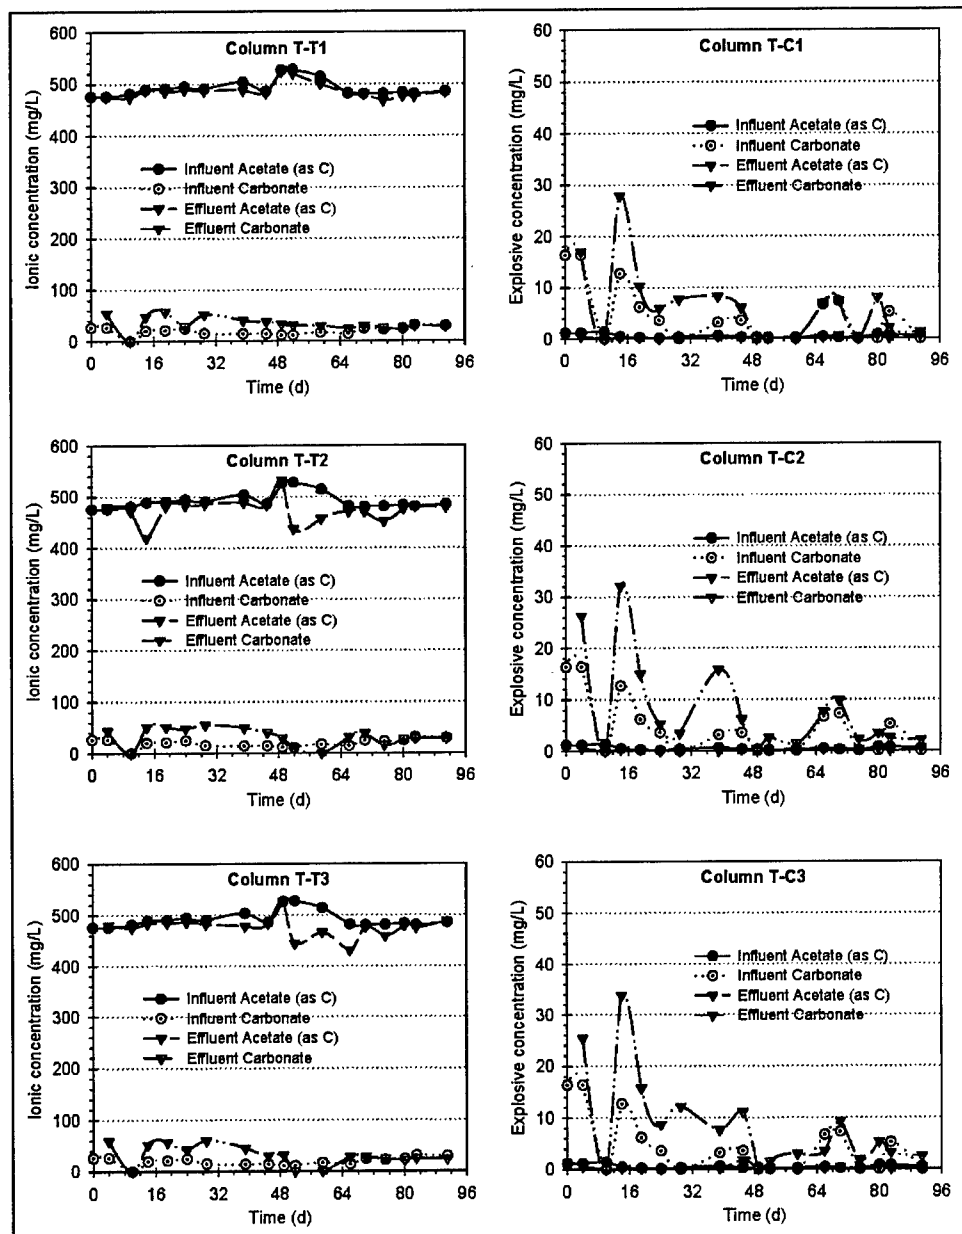 Column T-T1
Ionic concentration (mg/L)
600
500
400
300
200
100
0
Influent Acetate (as C)
Influent Carbonate
Effluent Acetate (as C)
Effluent Carbonate
0 16 32 48 64 80 96
Time (d)
Column T-C1
Explosive concentration (mg/L)
60
50
40
30
20
10
0
Influent Acetate (as C)
Influent Carbonate
Effluent Acetate (as C)
Effluent Carbonate
0 16 32 48 64 80 96
Time (d)
Column T-T2
Ionic concentration (mg/L)
600
500
400
300
200
100
0
Influent Acetate (as C)
Influent Carbonate
Effluent Acetate (as C)
Effluent Carbonate
0 16 32 48 64 80 96
Time (d)
Column T-C2
Explosive concentration (mg/L)
60
50
40
30
20
10
0
Influent Acetate (as C)
Influent Carbonate
Effluent Acetate (as C)
Effluent Carbonate
0 16 32 48 64 80 96
Time (d)
Column T-T3
Ionic concentration (mg/L)
600
500
400
300
200
100
0
Influent Acetate (as C)
Influent Carbonate
Effluent Acetate (as C)
Effluent Carbonate
0 16 32 48 64 80 96
Time (d)
Column T-C3
Explosive concentration (mg/L)
60
50
40
30
20
10
0
Influent Acetate (as C)
Influent Carbonate
Effluent Acetate (as C)
Effluent Carbonate
0 16 32 48 64 80 96
Time (d)